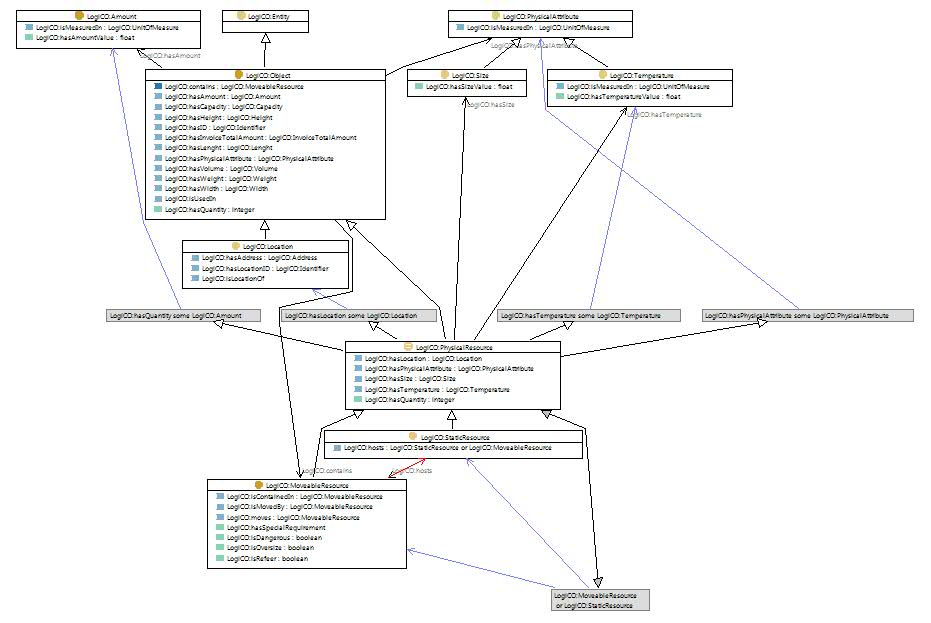 LogiCO:Amount
LogiCO:isMeasuredIn : LogiCO:UnitOfMeasure
LogiCO:hasAmountValue : float
LogiCO:Entity
LogiCO:PhysicalAttribute
LogiCO:isMeasuredIn : LogiCO:UnitOfMeasure
LogiCO:hasAmount
LogiCO:hasPhysicalAttribute
LogiCO:Object
LogiCO:contains : LogiCO:MoveableResource
LogiCO:hasAmount : LogiCO:Amount
LogiCO:hasCapacity : LogiCO:Capacity
LogiCO:hasHeight : LogiCO:Height
LogiCO:hasID : LogiCO:Identifier
LogiCO:hasInvoiceTotalAmount : LogiCO:InvoiceTotalAmount
LogiCO:hasLenght : LogiCO:Lenght
LogiCO:hasPhysicalAttribute : LogiCO:PhysicalAttribute
LogiCO:hasVolume : LogiCO:Volume
LogiCO:hasWeight : LogiCO:Weight
LogiCO:hasWidth : LogiCO:Width
LogiCO:isUsedIn
LogiCO:hasQuantity : integer
LogiCO:Size
LogiCO:hasSizeValue : float
LogiCO:Temperature
LogiCO:isMeasuredIn : LogiCO:UnitOfMeasure
LogiCO:hasTemperatureValue : float
LogiCO:hasSize
LogiCO:hasTemperature
LogiCO:Location
LogiCO:hasAddress : LogiCO:Address
LogiCO:hasLocationID : LogiCO:Identifier
LogiCO:isLocationOf
LogiCO:hasQuantity some LogiCO:Amount
LogiCO:hasLocation some LogiCO:Location
LogiCO:hasTemperature some LogiCO:Temperature
LogiCO:hasPhysicalAttribute some LogiCO:PhysicalAttribute
LogiCO:PhysicalResource
LogiCO:hasLocation : LogiCO:Location
LogiCO:hasPhysicalAttribute : LogiCO:PhysicalAttribute
LogiCO:hasSize : LogiCO:Size
LogiCO:hasTemperature : LogiCO:Temperature
LogiCO:hasQuantity : integer
LogiCO:StaticResource
LogiCO:hosts : LogiCO:StaticResource or LogiCO:MoveableResource
LogiCO:contains
LogiCO:hosts
LogiCO:MoveableResource
LogiCO:isContainedIn : LogiCO:MoveableResource
LogiCO:isMovedBy : LogiCO:MoveableResource
LogiCO:moves : LogiCO:MoveableResource
LogiCO:hasSpecialRequirement
LogiCO:isDangerous : boolean
LogiCO:isOversize : boolean
LogiCO:isReefer : boolean
LogiCO:MoveableResource
or LogiCO:StaticResource